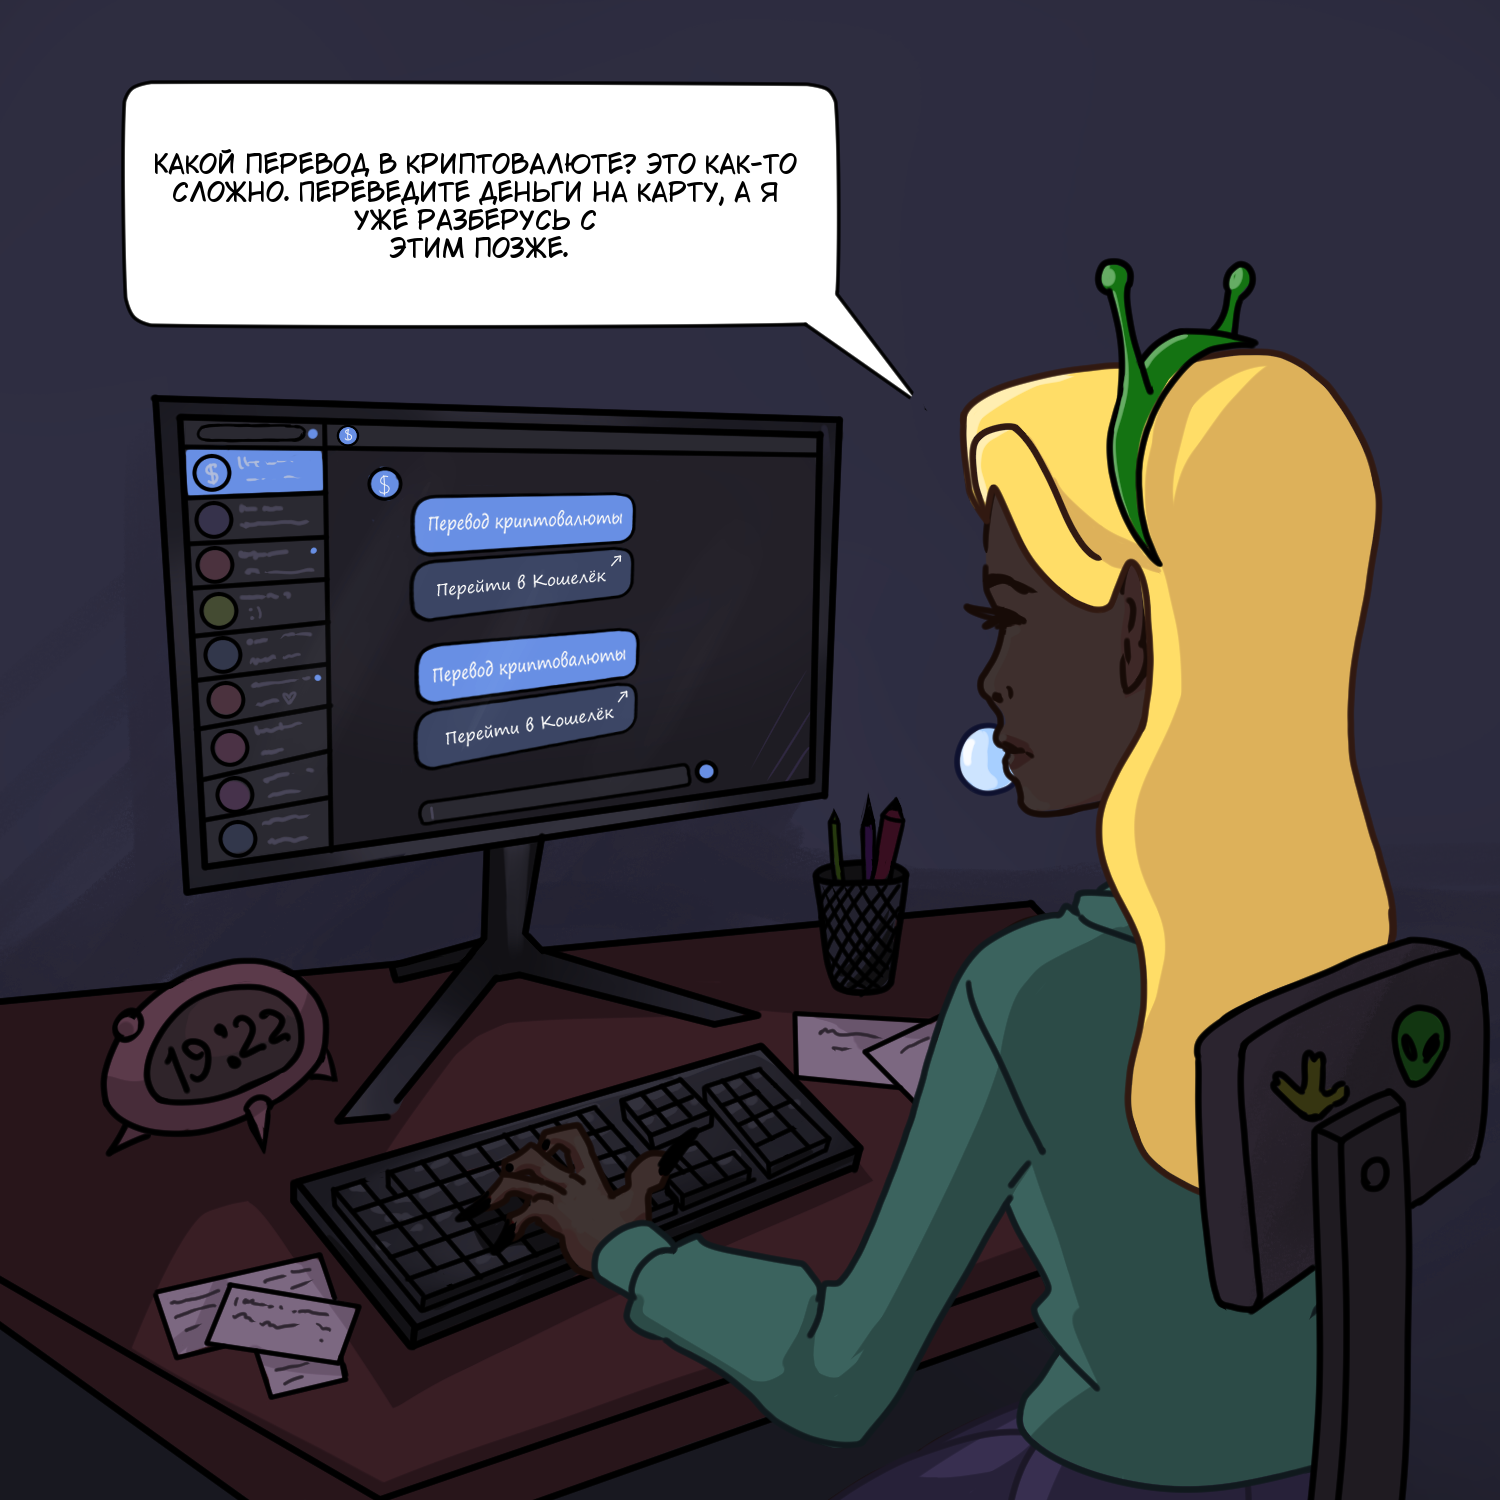 КАКОЙ ПЕРЕВОД В КРИПТОВАЛЮТЕ? ЭТО КАК-ТО
СЛОЖНО. ПЕРЕВЕДИТЕ ДЕНЬГИ НА КАРТУ, А Я
УЖЕ РАЗБЕРУСЬ С
ЭТИМ ПОЗЖЕ.
$
$
$
Перевод криптовалюты
Перейти в Кошелёк
:)
Перевод криптовалюты
Перейти в Кошелёк
19:22